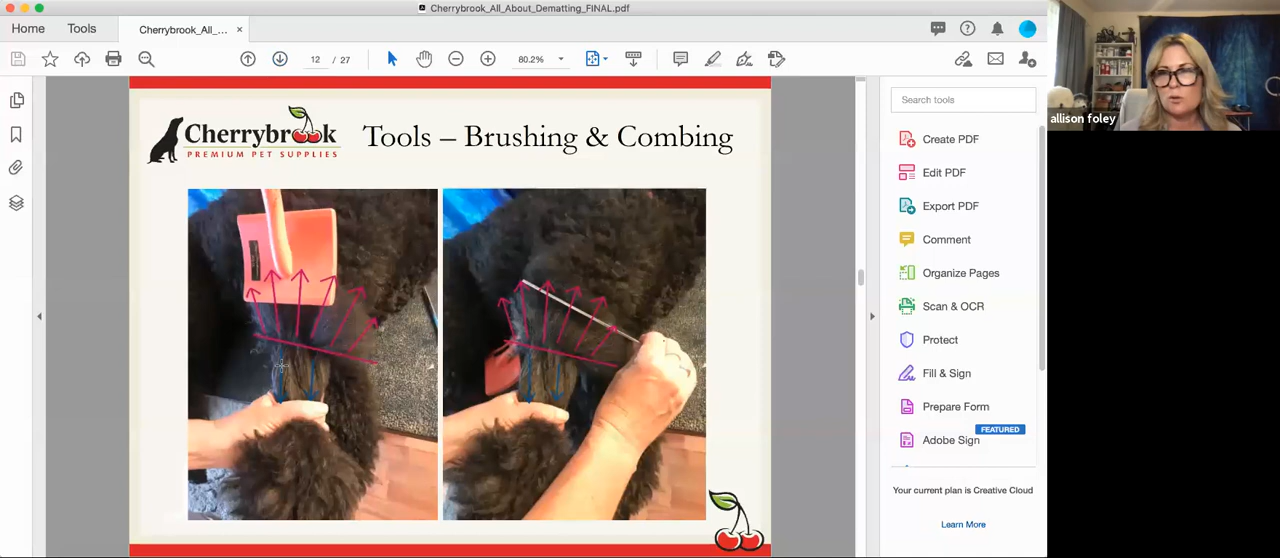 Cherrybrook_All_About_Dematting_FINAL.pdf
Home
Tools
Cherrybrook_All_...
12 / 27
80.2%
Cherrybrook
PREMIUM PET SUPPLIES
Tools – Brushing & Combing
Search tools
Create PDF
Edit PDF
Export PDF
Comment
Organize Pages
Scan & OCR
Protect
Fill & Sign
Prepare Form
FEATURED
Adobe Sign
Your current plan is Creative Cloud
Learn More
allison foley